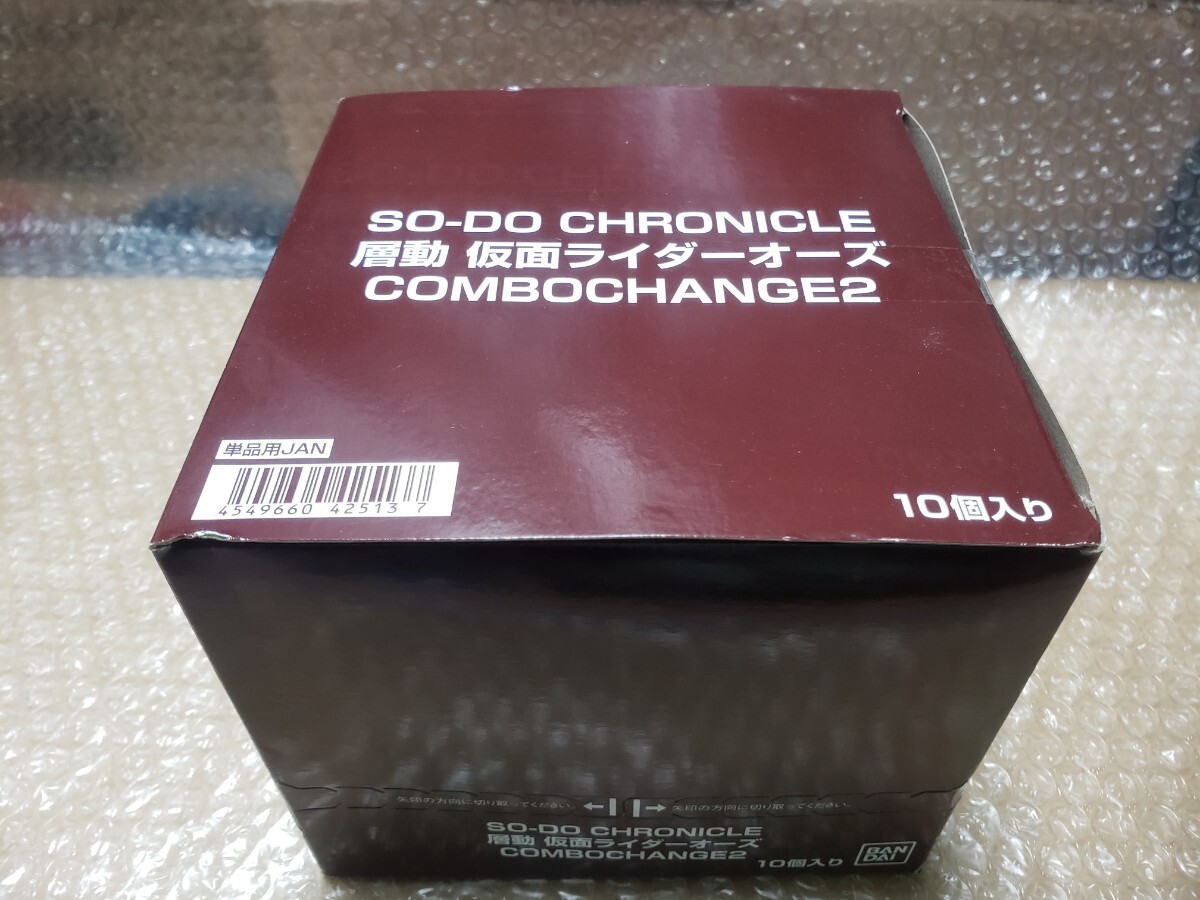 SO-DO CHRONICLE
層動 仮面ライダーオーズ
COMBOCHANGE2
単品用JAN
4549660 42513 7
10個入り
矢印の方向に切り取ってください。
矢印の方向に切り取ってください。
SO-DO CHRONICLE
層動 仮面ライダーオーズ
COMBOCHANGE2
10個入り
BAN
DAI